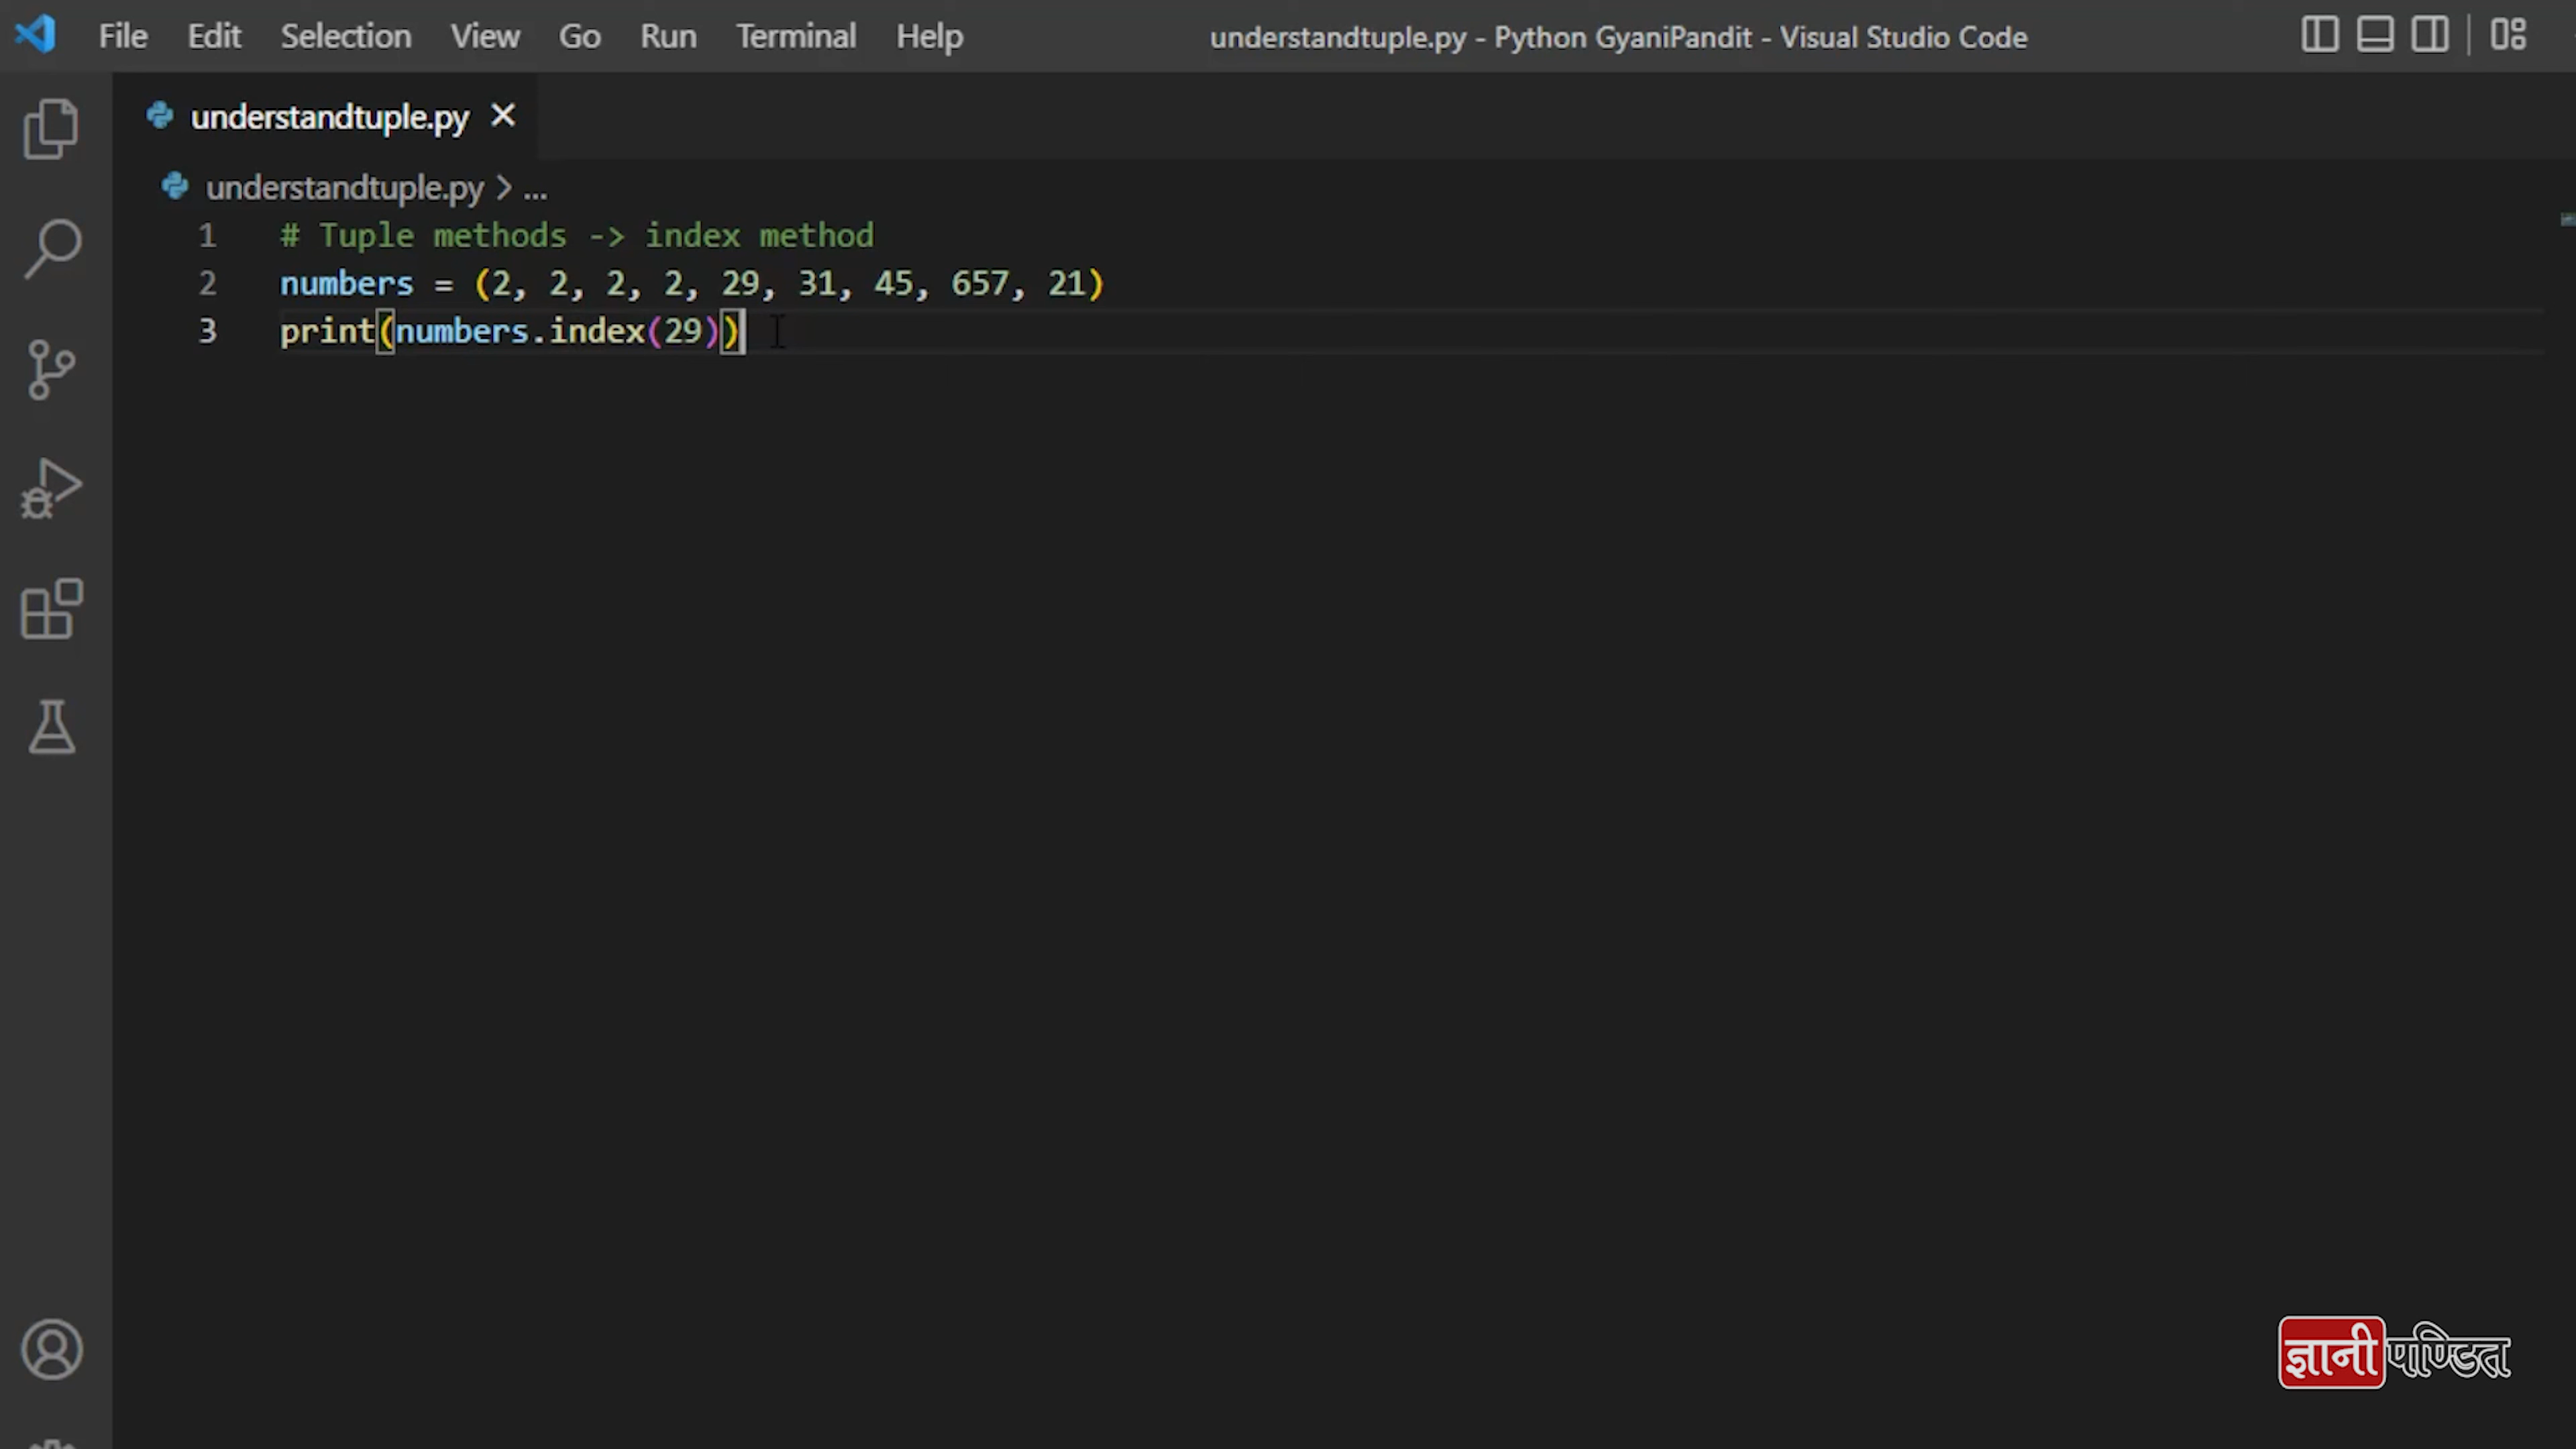 File Edit Selection View Go Run Terminal Help understandtuple.py - Python GyaniPandit - Visual Studio Code
understandtuple.py
understandtuple.py > ...
1 # Tuple methods -> index method
2 numbers = (2, 2, 2, 2, 29, 31, 45, 657, 21)
3 print(numbers.index(29))
ज्ञानी पण्डित